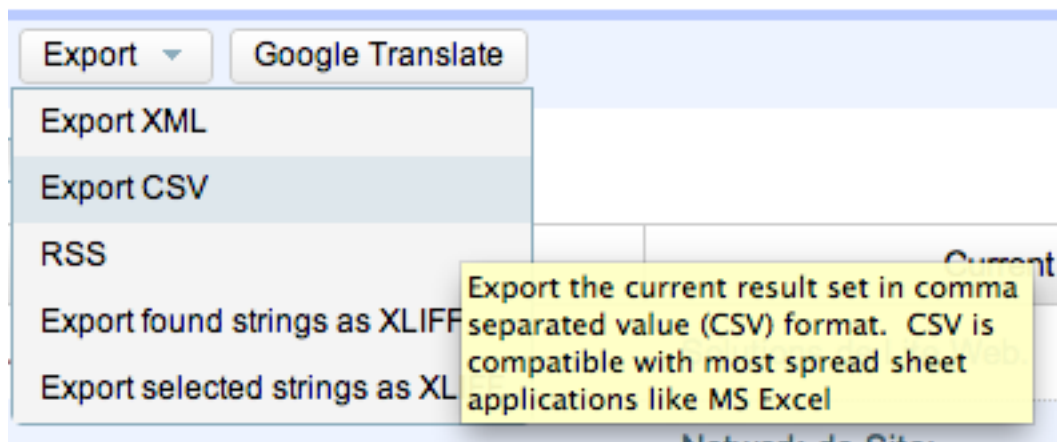 Export Google Translate
Export XML
Export CSV
RSS
Current
Export found strings as XLIFF
Export selected strings as XL
Export the current result set in comma
separated value (CSV) format.  CSV is
compatible with most spread sheet
applications like MS Excel
Web.